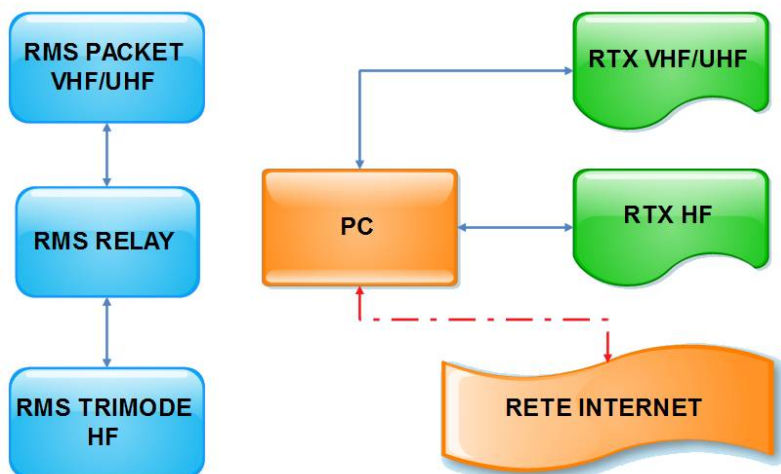 RMS PACKET
VHF/UHF
RTX VHF/UHF
RMS RELAY
PC
RTX HF
RMS TRIMODE
HF
RETE INTERNET